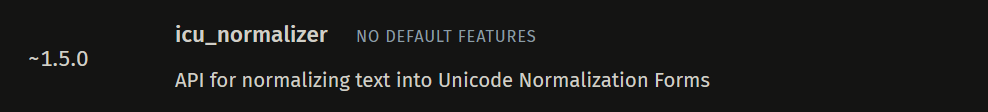 icu_normalizer NO DEFAULT FEATURES
~1.5.0
API for normalizing text into Unicode Normalization Forms